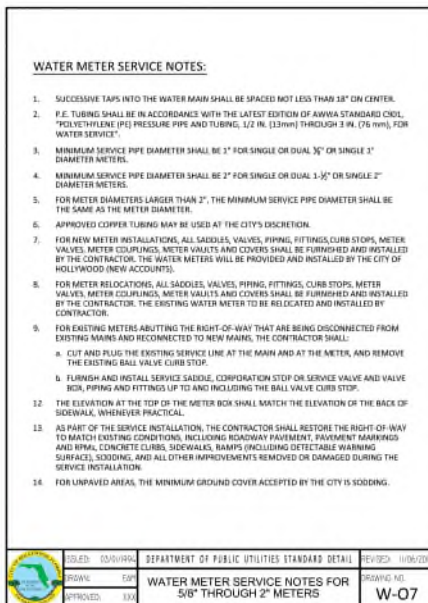 WATER METER SERVICE NOTES:
1. SUCCESSIVE TAPS INTO THE WATER MAIN SHALL BE SPACED NOT LESS THAN 18" ON CENTER.
2. P.E. TUBING SHALL BE IN ACCORDANCE WITH THE LATEST EDITION OF AWWA STANDARD C901,
"POLYETHYLENE (PE) PRESSURE PIPE AND TUBING, 1/2 IN. (13mm) THROUGH 3 IN. (76 mm), FOR
WATER SERVICE".
3. MINIMUM SERVICE PIPE DIAMETER SHALL BE 1" FOR SINGLE OR DUAL ⅝" OR SINGLE 1"
DIAMETER METERS.
4. MINIMUM SERVICE PIPE DIAMETER SHALL BE 2" FOR SINGLE OR DUAL 1-½" OR SINGLE 2"
DIAMETER METERS.
5. FOR METER DIAMETERS LARGER THAN 2", THE MINIMUM SERVICE PIPE DIAMETER SHALL BE
THE SAME AS THE METER DIAMETER.
6. APPROVED COPPER TUBING MAY BE USED AT THE CITY'S DISCRETION.
7. FOR NEW METER INSTALLATIONS, ALL SADDLES, VALVES, PIPING, FITTINGS, CURB STOPS, METER
VALVES, METER COUPLINGS, METER VAULTS AND COVERS SHALL BE FURNISHED AND INSTALLED
BY THE CONTRACTOR. THE WATER METERS WILL BE PROVIDED AND INSTALLED BY THE CITY OF
HOLLYWOOD (NEW ACCOUNTS).
8. FOR METER RELOCATIONS, ALL SADDLES, VALVES, PIPING, FITTINGS, CURB STOPS, METER
VALVES, METER COUPLINGS, METER VAULTS AND COVERS SHALL BE FURNISHED AND INSTALLED
BY THE CONTRACTOR. THE EXISTING WATER METER TO BE RELOCATED AND INSTALLED BY
CONTRACTOR.
9. FOR EXISTING METERS ABUTTING THE RIGHT-OF-WAY THAT ARE BEING DISCONNECTED FROM
EXISTING MAINS AND RECONNECTED TO NEW MAINS, THE CONTRACTOR SHALL:
a. CUT AND PLUG THE EXISTING SERVICE LINE AT THE MAIN AND AT THE METER, AND REMOVE
THE EXISTING BALL VALVE CURB STOP.
b. FURNISH AND INSTALL SERVICE SADDLE, CORPORATION STOP OR SERVICE VALVE AND VALVE
BOX, PIPING AND FITTINGS UP TO AND INCLUDING THE BALL VALVE CURB STOP.
12. THE ELEVATION AT THE TOP OF THE METER BOX SHALL MATCH THE ELEVATION OF THE BACK OF
SIDEWALK, WHENEVER PRACTICAL.
13. AS PART OF THE SERVICE INSTALLATION, THE CONTRACTOR SHALL RESTORE THE RIGHT-OF-WAY
TO MATCH EXISTING CONDITIONS, INCLUDING ROADWAY PAVEMENT, PAVEMENT MARKINGS
AND RPMs, CONCRETE CURBS, SIDEWALKS, RAMPS (INCLUDING DETECTABLE WARNING
SURFACE), SODDING, AND ALL OTHER IMPROVEMENTS REMOVED OR DAMAGED DURING THE
SERVICE INSTALLATION.
14. FOR UNPAVED AREAS, THE MINIMUM GROUND COVER ACCEPTED BY THE CITY IS SODDING.
ISSUED: 03/01/1994 DEPARTMENT OF PUBLIC UTILITIES STANDARD DETAIL REVISED: 11/06/20
DRAWN: EAM WATER METER SERVICE NOTES FOR DRAWING NO.
APPROVED: XXX 5/8" THROUGH 2" METERS W-07